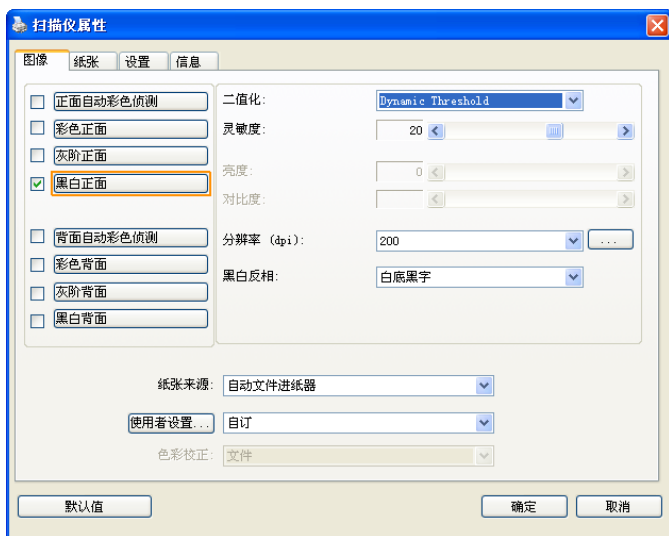 扫描仪属性
图像 纸张 设置 信息
正面自动彩色侦测
彩色正面
灰阶正面
黑白正面
背面自动彩色侦测
彩色背面
灰阶背面
黑白背面
二值化: Dynamic Threshold
灵敏度: 20
亮度: 0
对比度:
分辨率 (dpi): 200 ...
黑白反相: 白底黑字
纸张来源: 自动文件进纸器
使用者设置... 自订
色彩校正: 文件
默认值 确定 取消